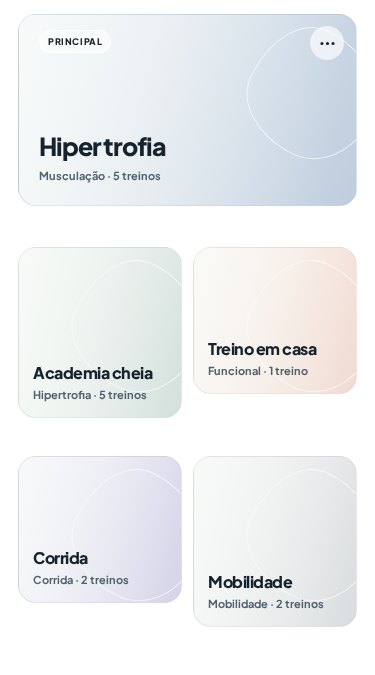 PRINCIPAL
Hipertrofia
Musculação · 5 treinos
Academia cheia
Hipertrofia · 5 treinos
Treino em casa
Funcional · 1 treino
Corrida
Corrida · 2 treinos
Mobilidade
Mobilidade · 2 treinos